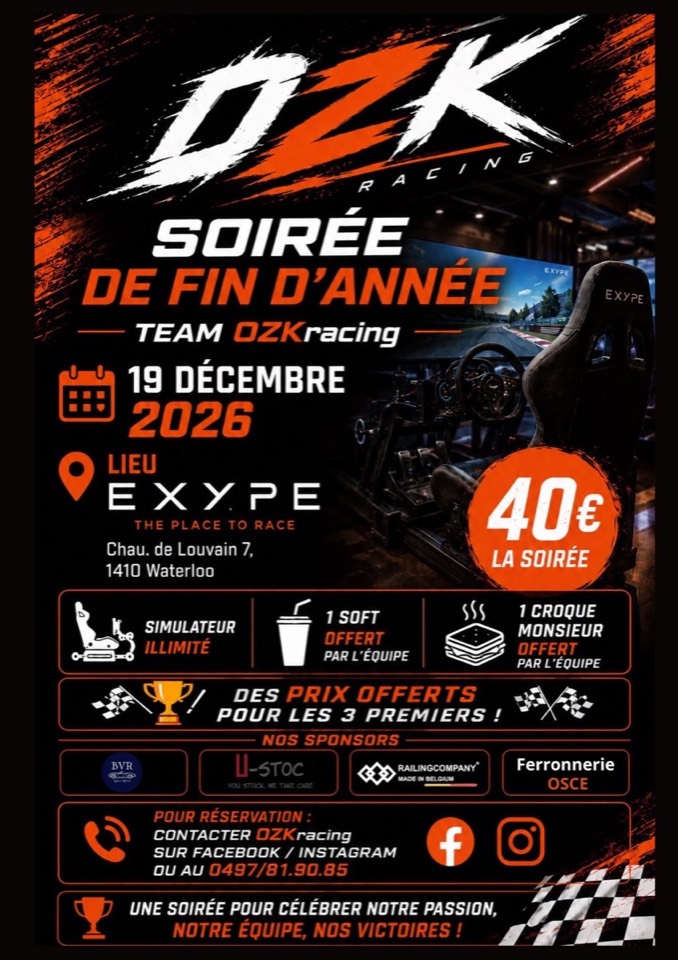 OZK
RACING
SOIRÉE
DE FIN D'ANNÉE
TEAM OZKracing
EXYPE
EXYPE
19 DÉCEMBRE
2026
LIEU
EXYPE
THE PLACE TO RACE
Chau. de Louvain 7,
1410 Waterloo
40€
LA SOIRÉE
SIMULATEUR
ILLIMITÉ
1 SOFT
OFFERT
PAR L'ÉQUIPE
1 CROQUE
MONSIEUR
OFFERT
PAR L'ÉQUIPE
DES PRIX OFFERTS
POUR LES 3 PREMIERS !
NOS SPONSORS
BVR
U-STOC
YOU STOCK, WE TAKE CARE
RAILINGCOMPANY
MADE IN BELGIUM
Ferronnerie
OSCE
POUR RÉSERVATION :
CONTACTER OZKracing
SUR FACEBOOK / INSTAGRAM
OU AU 0497/81.90.85
UNE SOIRÉE POUR CÉLÉBRER NOTRE PASSION,
NOTRE ÉQUIPE, NOS VICTOIRES !